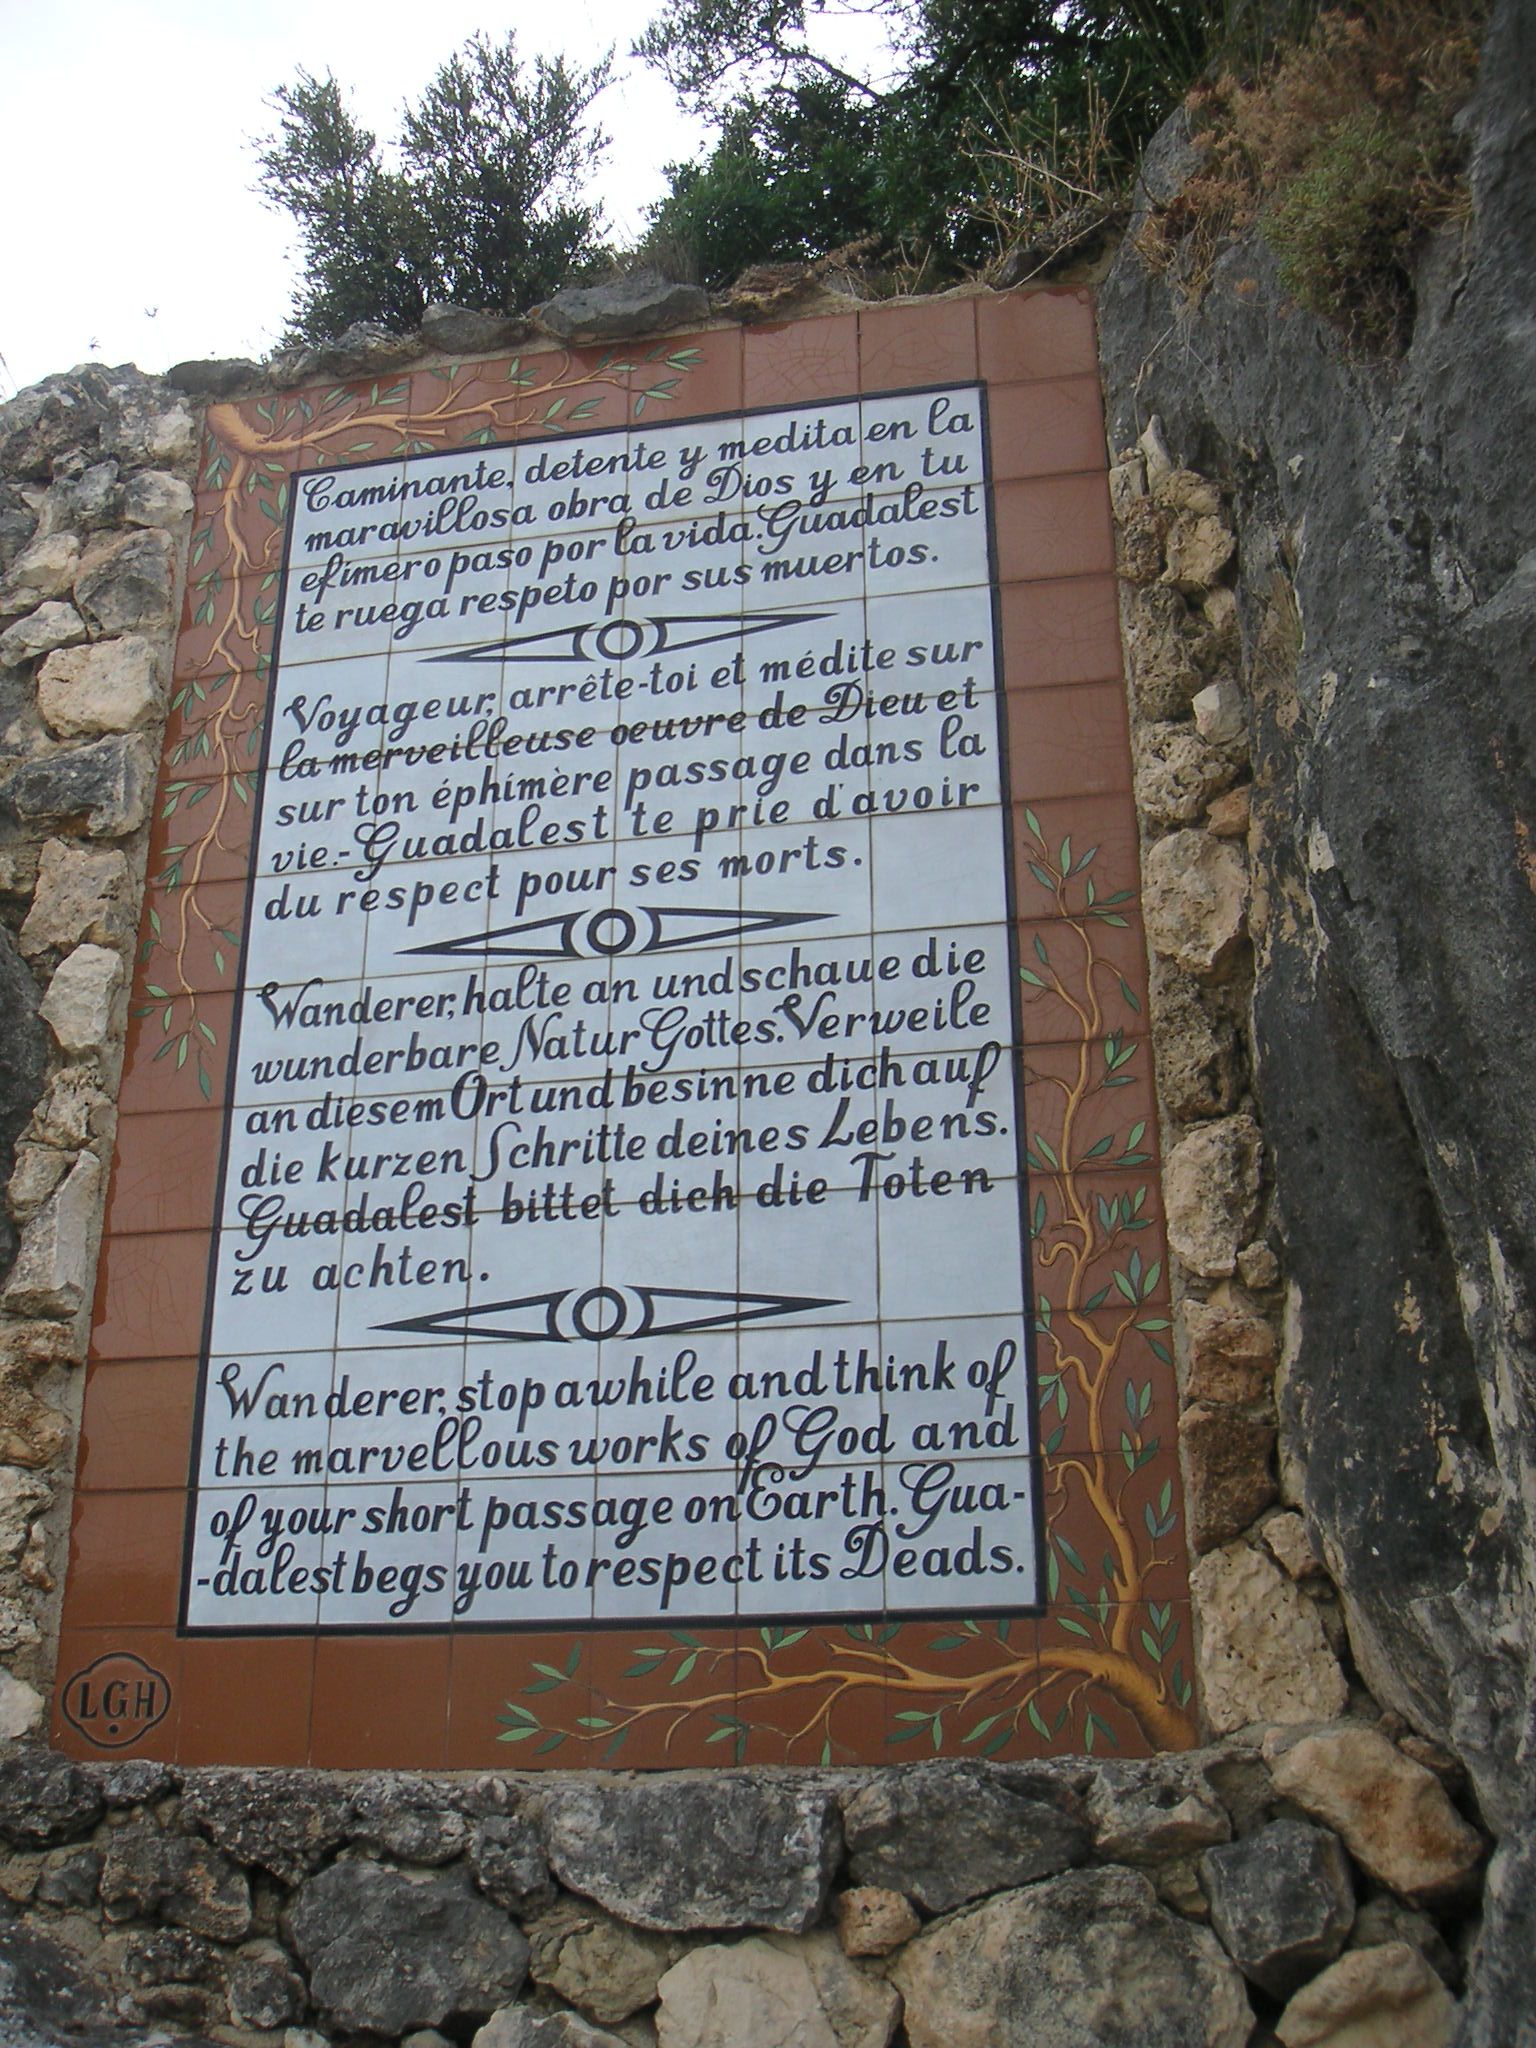 Caminante, detente y medita en la
maravillosa obra de Dios y en tu
efímero paso por la vida. Guadalest
te ruega respeto por sus muertos.
Voyageur, arrête-toi et médite sur
la merveilleuse oeuvre de Dieu et
sur ton éphimère passage dans la
vie.- Guadalest te prie d'avoir
du respect pour ses morts.
Wanderer, halte an und schaue die
wunderbare Natur Gottes. Verweile
an diesem Ort und besinne dich auf
die kurzen Schritte deines Lebens.
Guadalest bittet dich die Toten
zu achten.
Wanderer, stop awhile and think of
the marvellous works of God and
of your short passage on Earth. Gua-
-dalest begs you to respect its Deads.
LGH